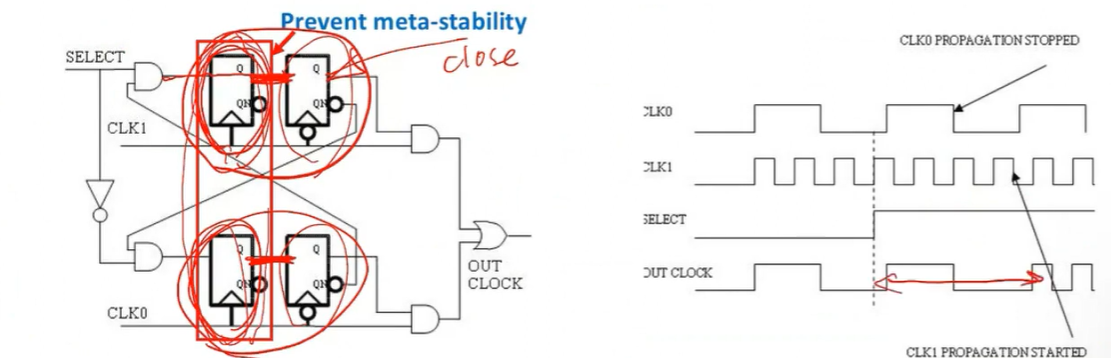 Prevent meta-stability
close
SELECT
Q
Q
QN
QN
CLK1
Q
Q
QN
QN
CLK0
OUT
CLOCK
CLK0 PROPAGATION STOPPED
CLK0
CLK1
SELECT
OUT CLOCK
CLK1 PROPAGATION STARTED